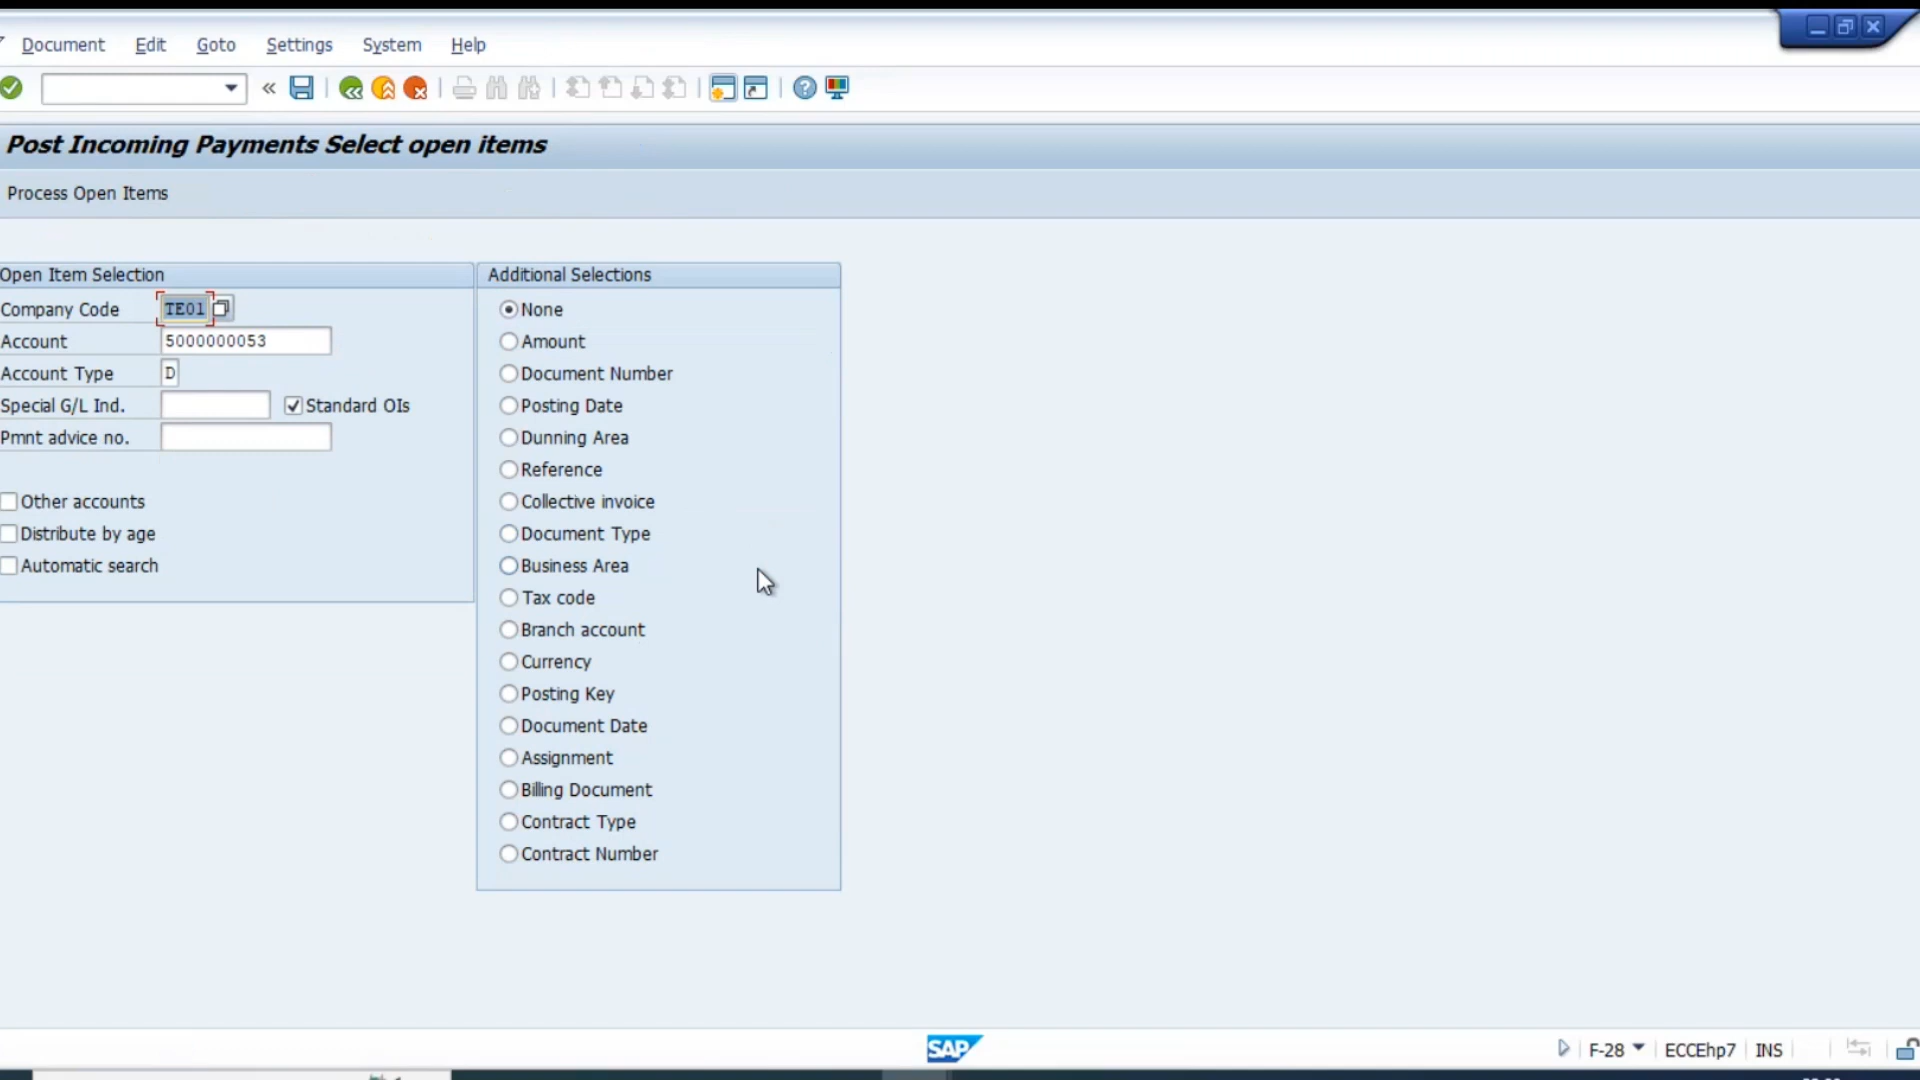 Document Edit Goto Settings System Help
Post Incoming Payments Select open items
Process Open Items
Open Item Selection
Company Code TE01
Account 5000000053
Account Type D
Special G/L Ind. Standard OIs
Pmnt advice no.
Other accounts
Distribute by age
Automatic search
Additional Selections
None
Amount
Document Number
Posting Date
Dunning Area
Reference
Collective invoice
Document Type
Business Area
Tax code
Branch account
Currency
Posting Key
Document Date
Assignment
Billing Document
Contract Type
Contract Number
SAP
F-28 ECCEhp7 INS